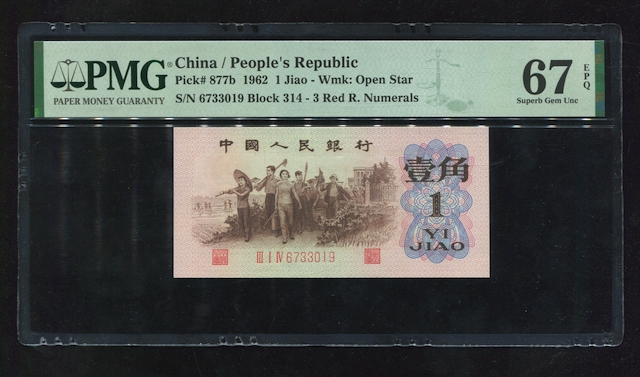 PMG
PAPER MONEY GUARANTY
China / People's Republic
Pick# 877b 1962 1 Jiao - Wmk: Open Star
S/N 6733019 Block 314 - 3 Red R. Numerals
67
EPQ
Superb Gem Unc
中國人民銀行
壹角
1
YI
JIAO
III I IV 6733019